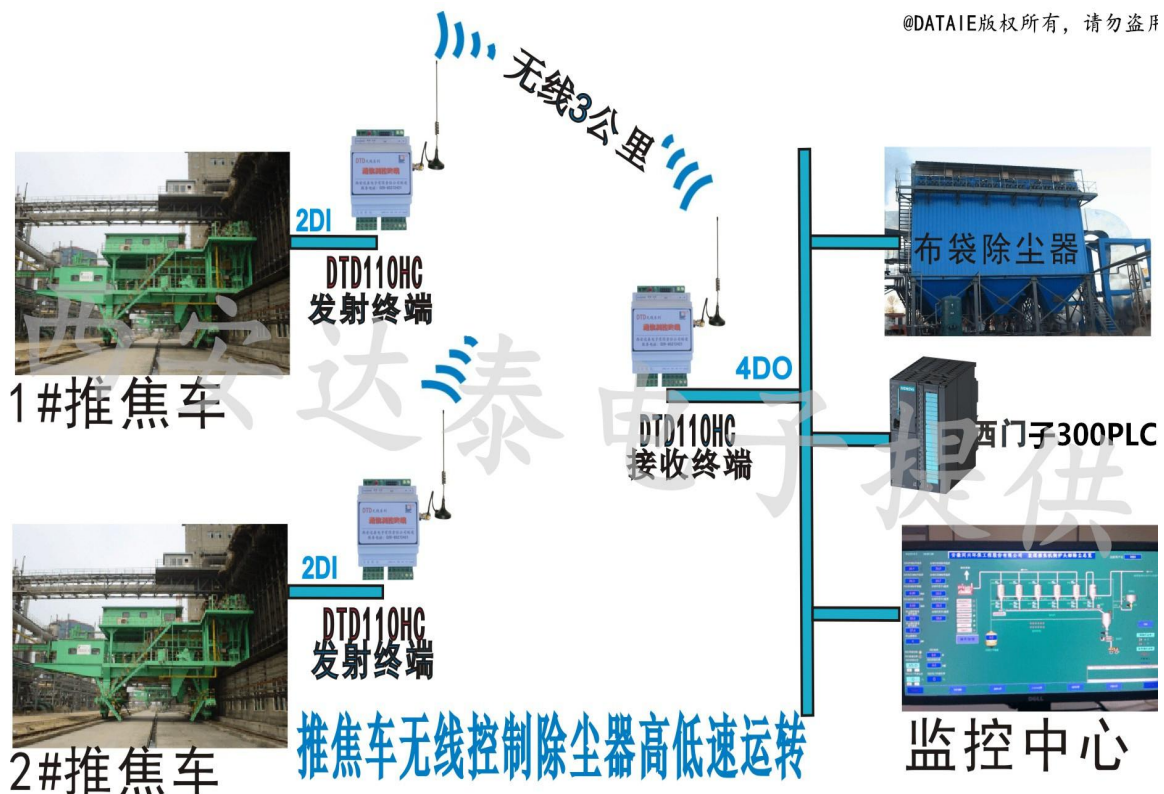 @DATAIE版权所有，请勿盗用
无线3公里
2DI
DTD110HC
发射终端
1#推焦车
布袋除尘器
4DO
DTD110HC
接收终端
西门子300PLC
西安达泰电子提供
2DI
DTD110HC
发射终端
2#推焦车
推焦车无线控制除尘器高低速运转
监控中心
DELL